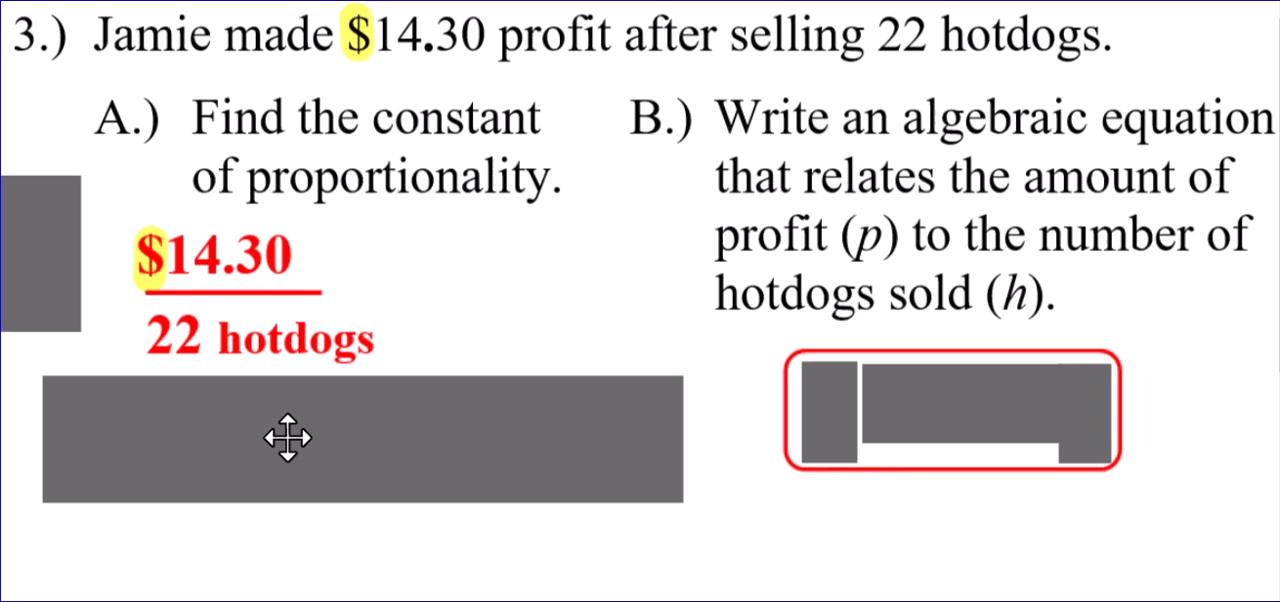 3.) Jamie made $14.30 profit after selling 22 hotdogs.
A.) Find the constant
of proportionality.
$14.30
22 hotdogs
B.) Write an algebraic equation
that relates the amount of
profit (p) to the number of
hotdogs sold (h).